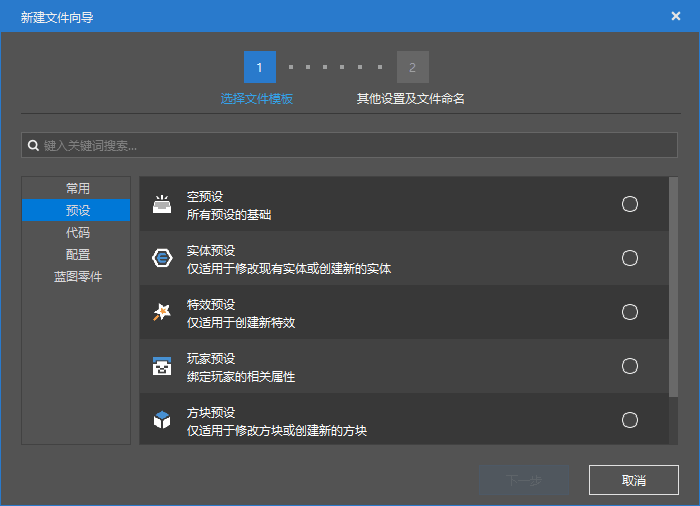 新建文件向导
1
2
选择文件模板
其他设置及文件命名
键入关键词搜索...
常用
预设
代码
配置
蓝图零件
空预设
所有预设的基础
实体预设
仅适用于修改现有实体或创建新的实体
特效预设
仅适用于创建新特效
玩家预设
绑定玩家的相关属性
方块预设
仅适用于修改方块或创建新的方块
下一步
取消